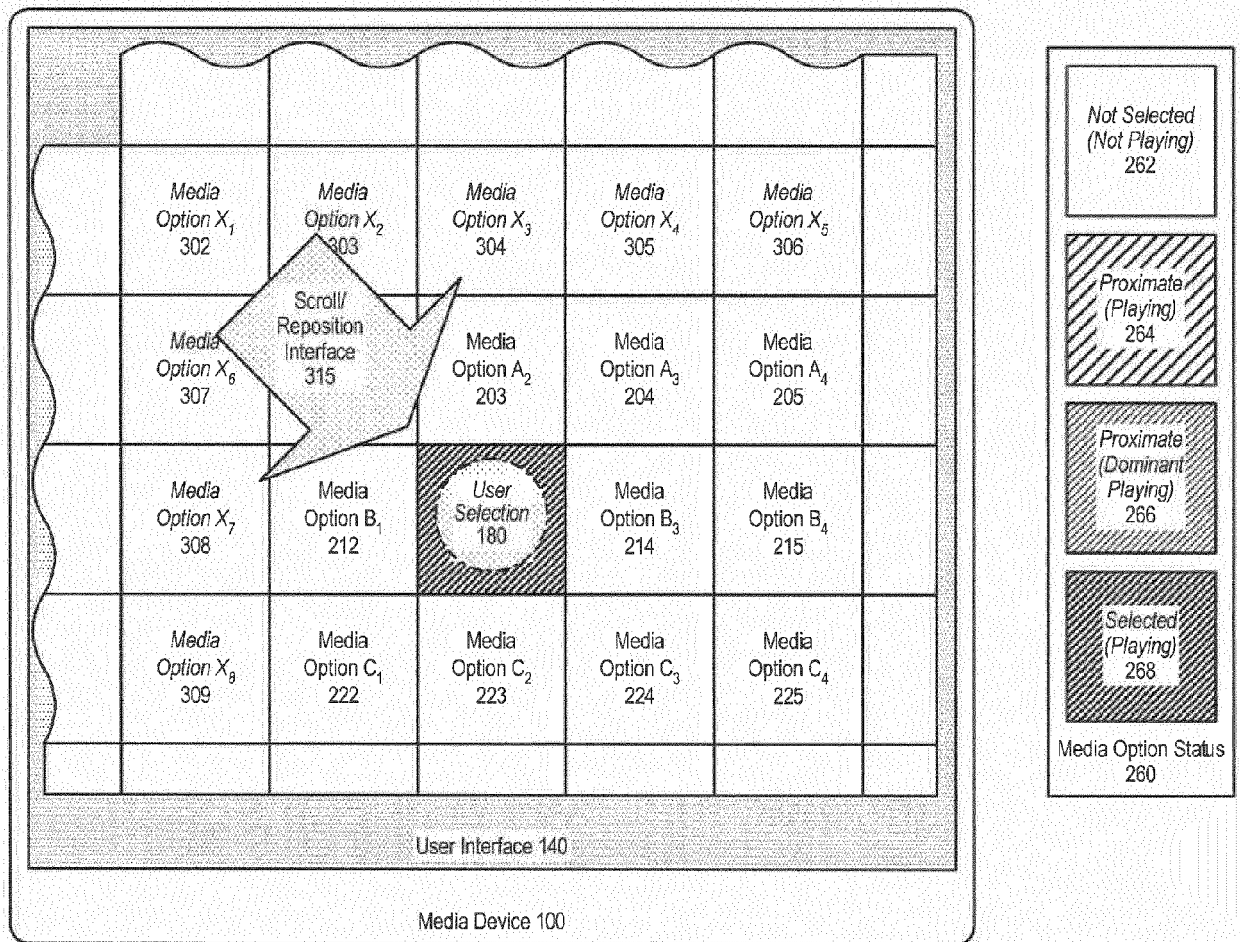 Media
Option X₁
302
Media
Option X₂
303
Media
Option X₃
304
Media
Option X₄
305
Media
Option X₅
306
Media
Option X₆
307
Scroll/
Reposition
Interface
315
Media
Option A₂
203
Media
Option A₃
204
Media
Option A₄
205
Media
Option X₇
308
Media
Option B₁
212
User
Selection
180
Media
Option B₃
214
Media
Option B₄
215
Media
Option X₈
309
Media
Option C₁
222
Media
Option C₂
223
Media
Option C₃
224
Media
Option C₄
225
User Interface 140
Media Device 100
Not Selected
(Not Playing)
262
Proximate
(Playing)
264
Proximate
(Dominant
Playing)
266
Selected
(Playing)
268
Media Option Status
260